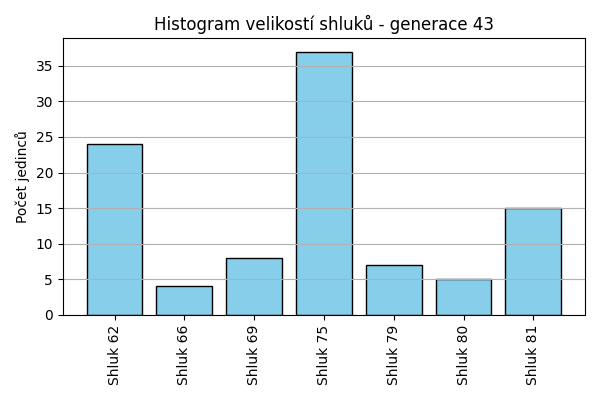 Histogram velikostí shluků - generace 43
Počet jedinců
35
30
25
20
15
10
5
0
Shluk 62
Shluk 66
Shluk 69
Shluk 75
Shluk 79
Shluk 80
Shluk 81